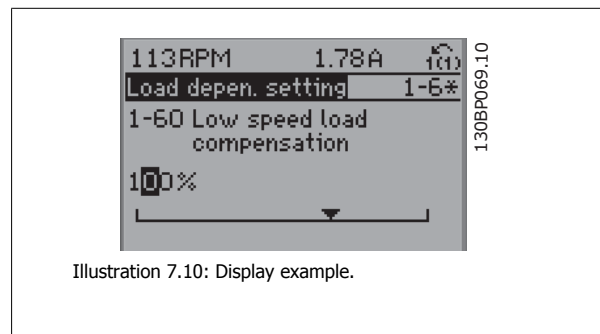 113RPM 1.78A 1(1)
Load depen. setting 1-6*
1-60 Low speed load
compensation
100%
130BP069.10
Illustration 7.10: Display example.